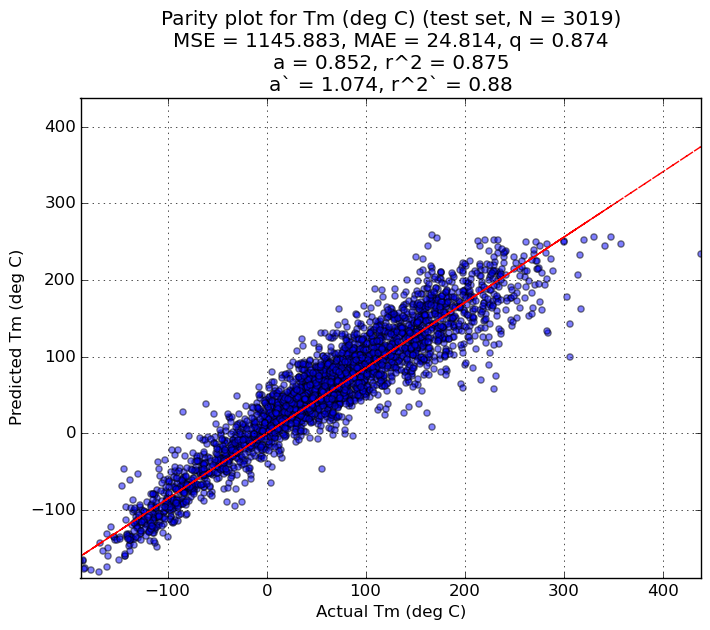 Parity plot for Tm (deg C) (test set, N = 3019)
MSE = 1145.883, MAE = 24.814, q = 0.874
a = 0.852, r^2 = 0.875
a` = 1.074, r^2` = 0.88
400
300
200
100
0
−100
Predicted Tm (deg C)
−100 0 100 200 300 400
Actual Tm (deg C)